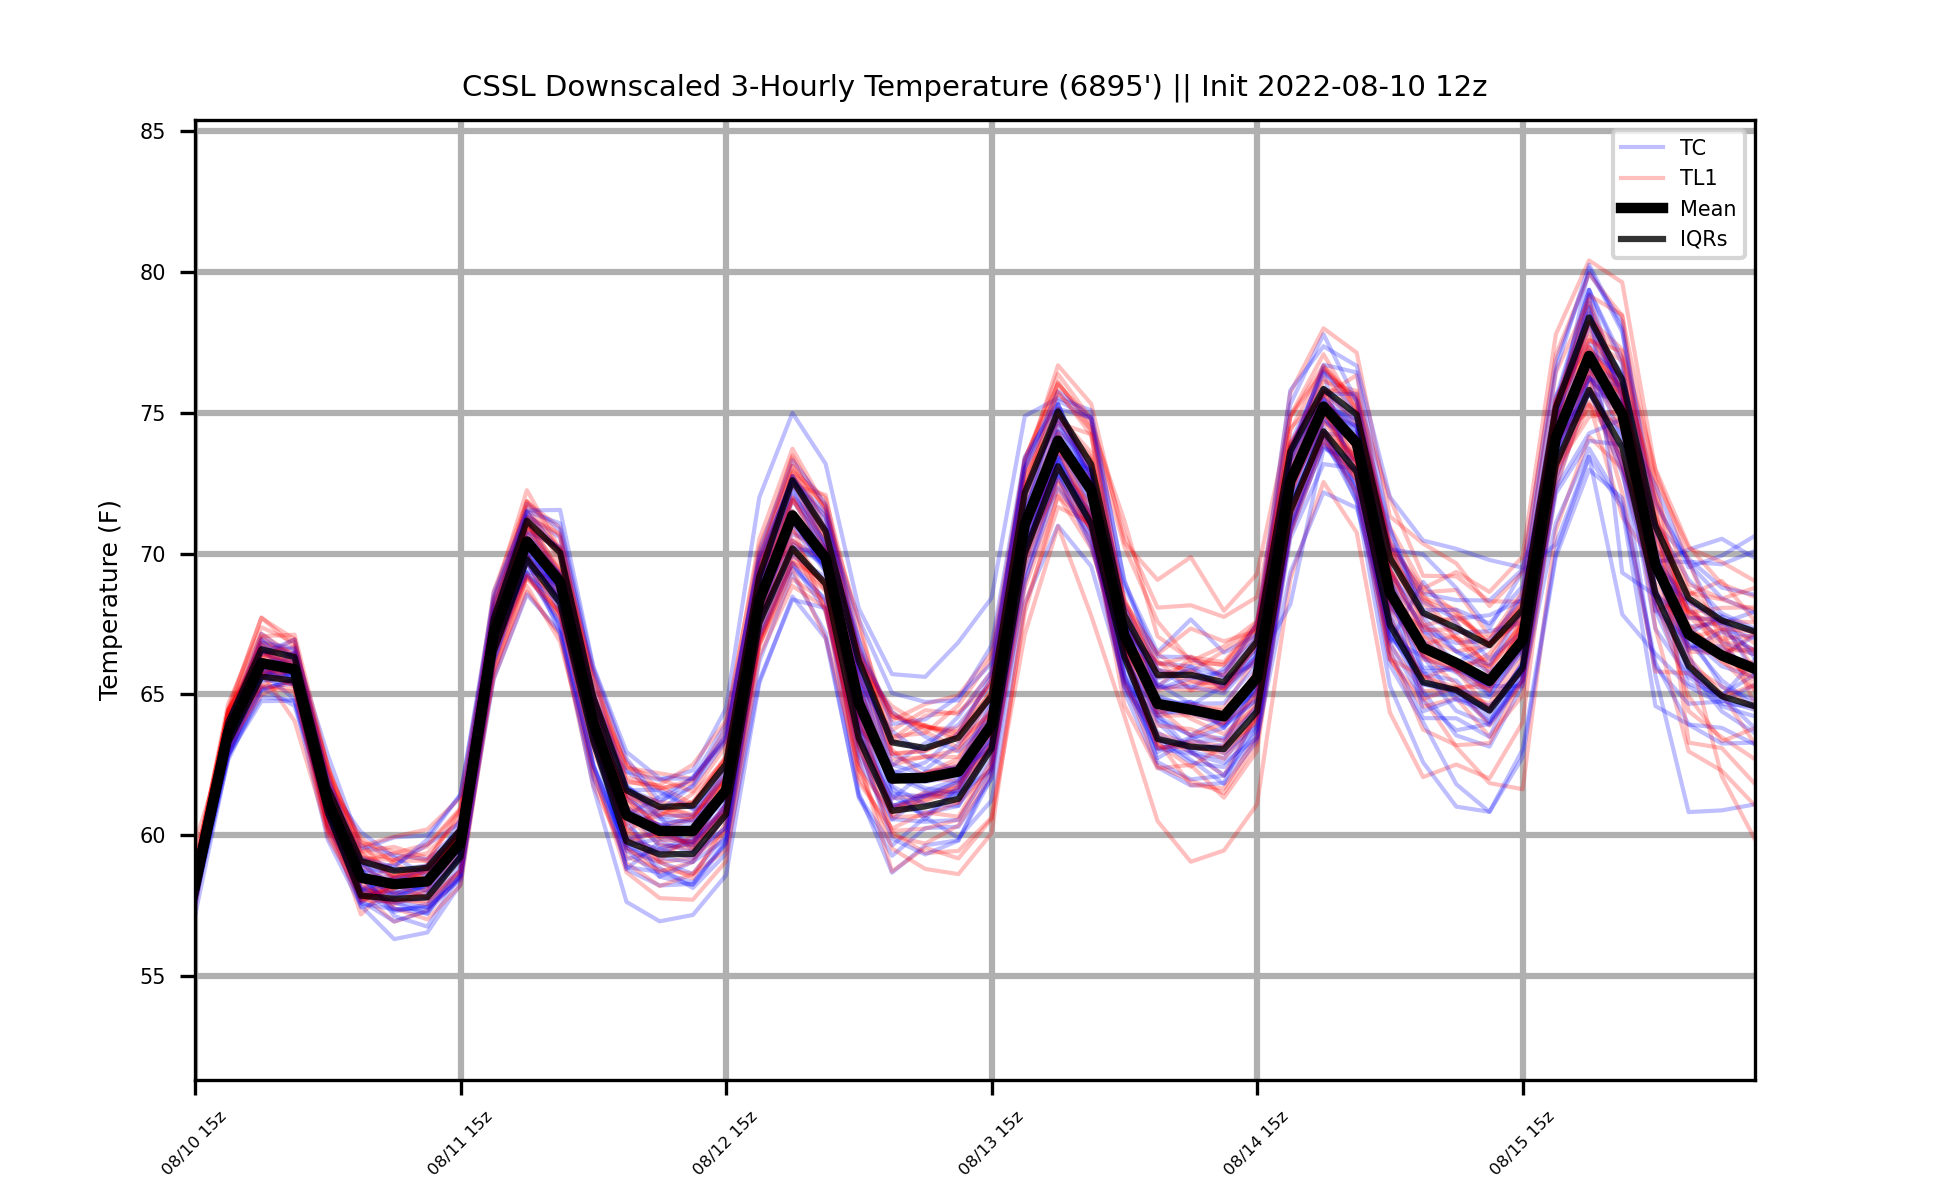 CSSL Downscaled 3-Hourly Temperature (6895') || Init 2022-08-10 12z
85
80
75
70
65
60
55
Temperature (F)
TC
TL1
Mean
IQRs
08/10 15z
08/11 15z
08/12 15z
08/13 15z
08/14 15z
08/15 15z